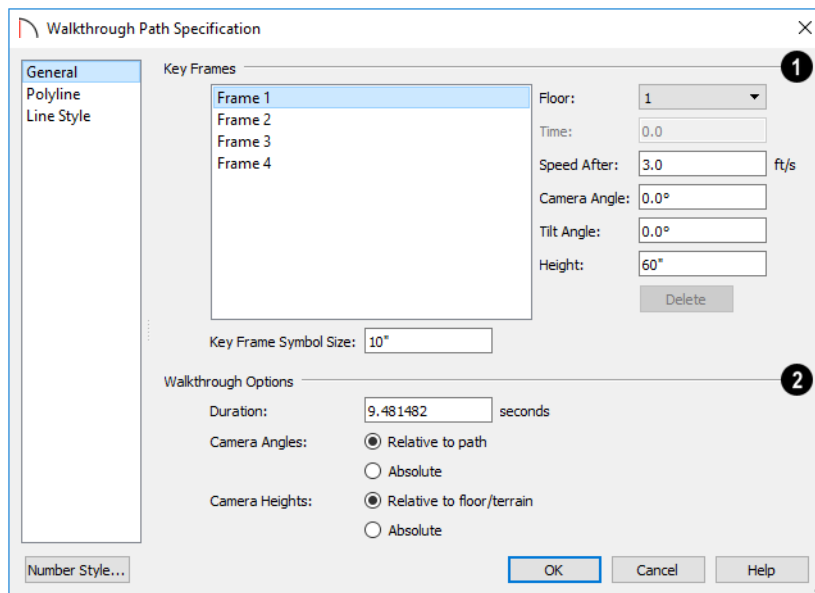 Walkthrough Path Specification
General
Polyline
Line Style
Key Frames
1
Frame 1
Frame 2
Frame 3
Frame 4
Floor: 1
Time: 0.0
Speed After: 3.0 ft/s
Camera Angle: 0.0°
Tilt Angle: 0.0°
Height: 60"
Delete
Key Frame Symbol Size: 10"
Walkthrough Options
2
Duration: 9.481482 seconds
Camera Angles: Relative to path
Absolute
Camera Heights: Relative to floor/terrain
Absolute
Number Style...
OK
Cancel
Help